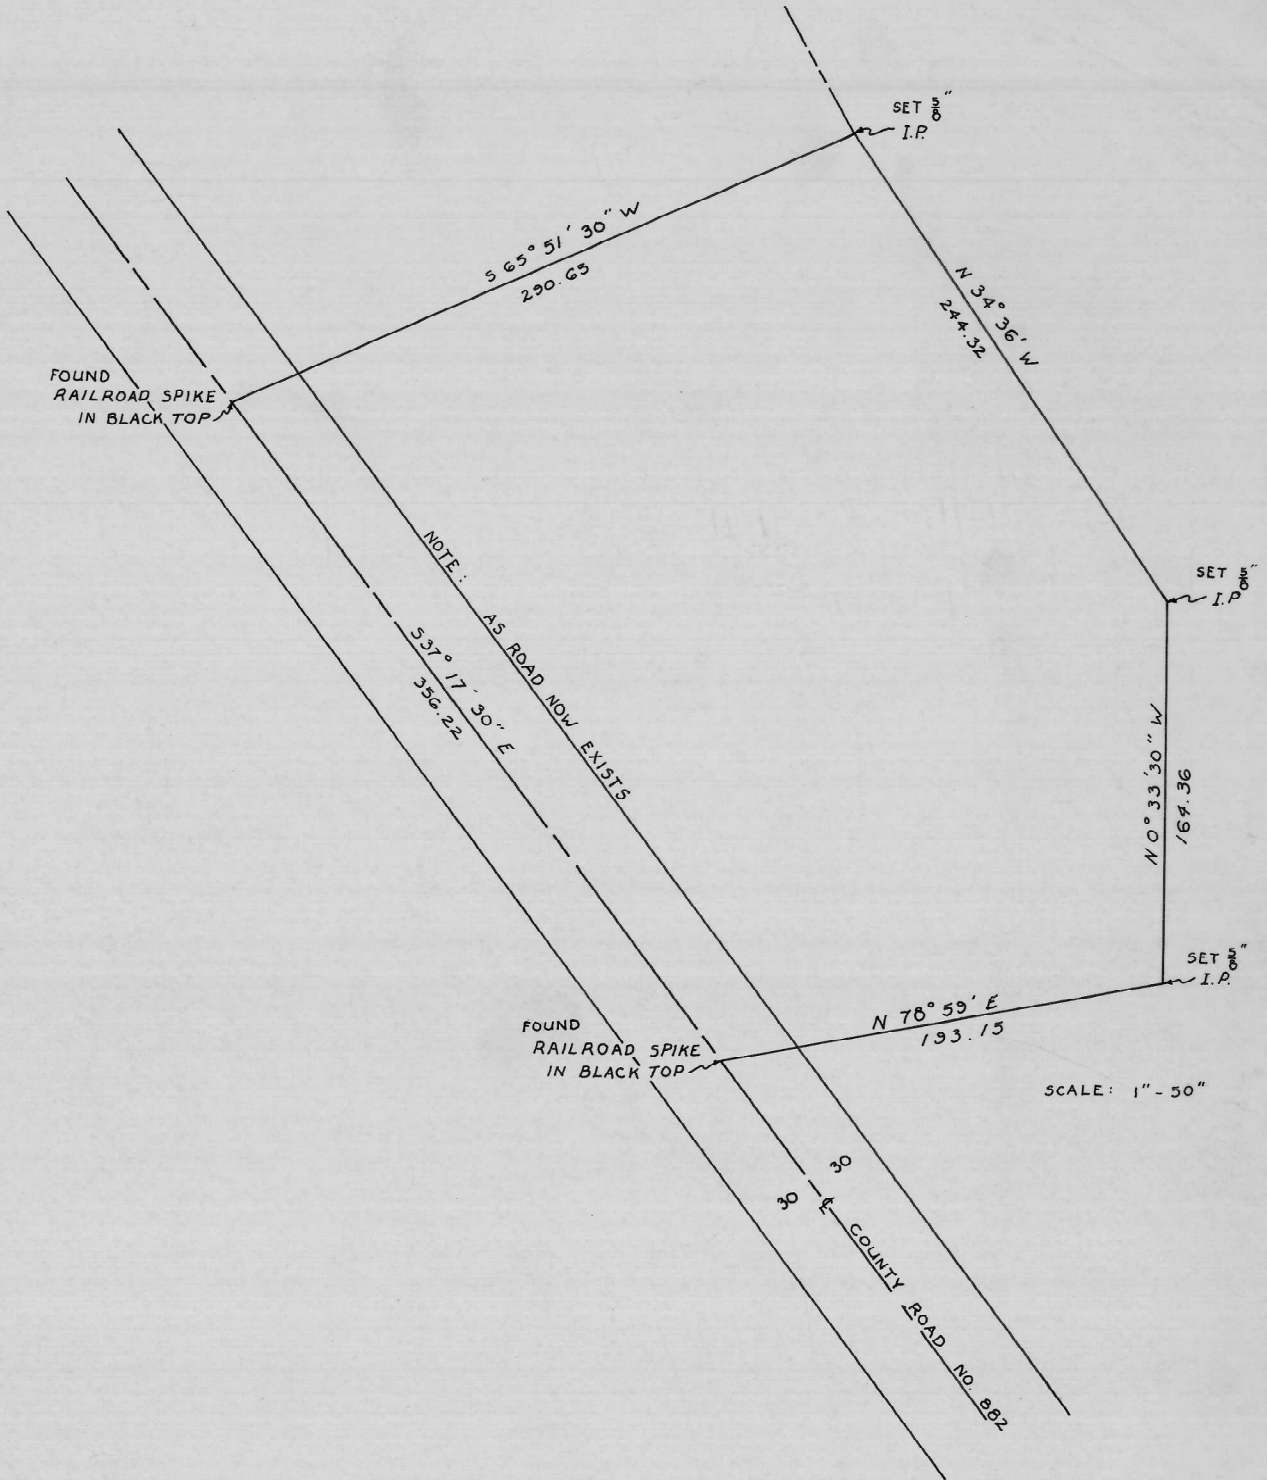 SET 5/8"
I.P.
S 65° 51' 30" W
290.65
N 34° 36' W
244.32
FOUND
RAILROAD SPIKE
IN BLACK TOP
NOTE: AS ROAD NOW EXISTS
SET 5/8"
I.P.
S 37° 17' 30" E
356.22
N 0° 33' 30" W
164.36
SET 5/8"
I.P.
N 78° 59' E
193.15
FOUND
RAILROAD SPIKE
IN BLACK TOP
SCALE: 1" - 50"
30
30
℄ COUNTY ROAD NO. 882